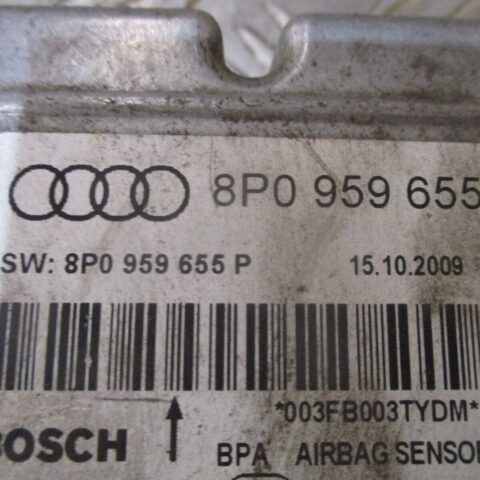 8P0 959 655
SW: 8P0 959 655 P 15.10.2009
*003FB003TYDM*
BOSCH BPA AIRBAG SENSOR